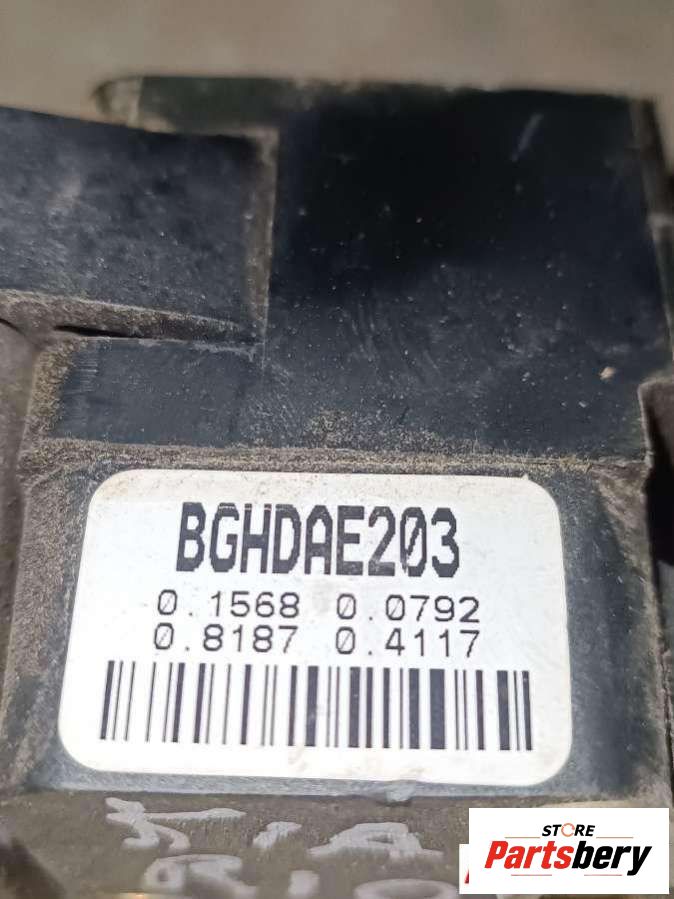 BGHDAE203
0.1568 0.0792
0.8187 0.4117
STORE
Partsbery